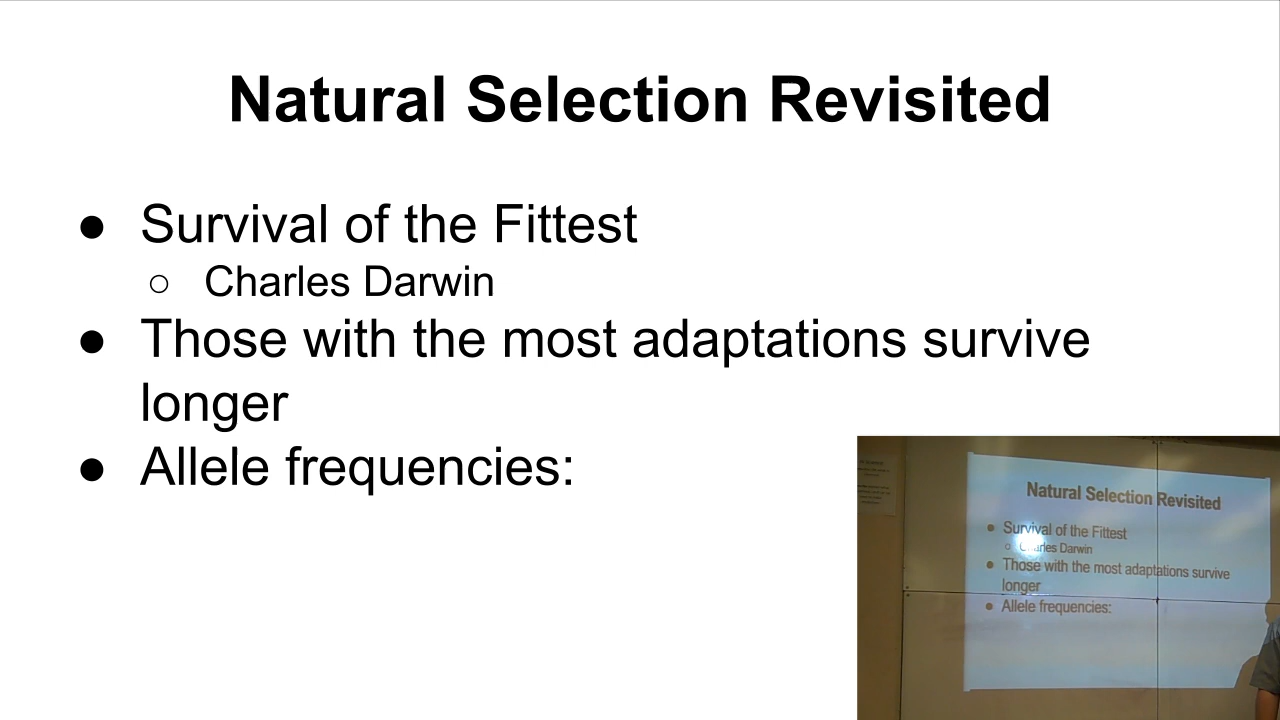 Natural Selection Revisited
● Survival of the Fittest
○ Charles Darwin
● Those with the most adaptations survive
longer
● Allele frequencies:
Natural Selection Revisited
● Survival of the Fittest
○ Charles Darwin
● Those with the most adaptations survive
longer
● Allele frequencies: